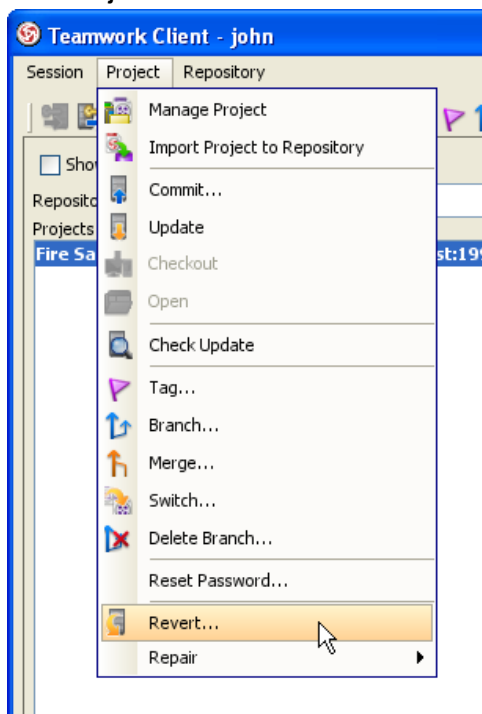 Teamwork Client - john
Session Project Repository
Manage Project
Import Project to Repository
Commit...
Update
Checkout
Open
Check Update
Tag...
Branch...
Merge...
Switch...
Delete Branch...
Reset Password...
Revert...
Repair
Projects
Fire